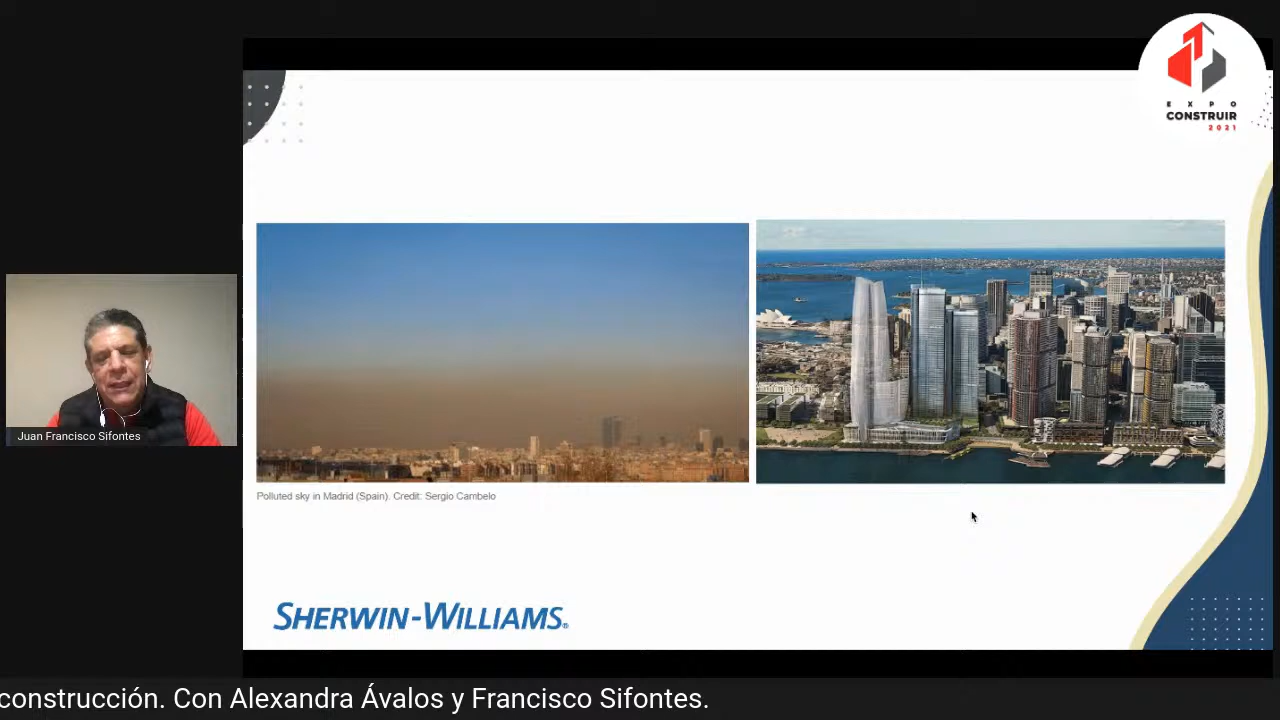 EXPO
CONSTRUIR
2021
Juan Francisco Sifontes
Polluted sky in Madrid (Spain). Credit: Sergio Cambelo
SHERWIN-WILLIAMS®
construcción. Con Alexandra Ávalos y Francisco Sifontes.